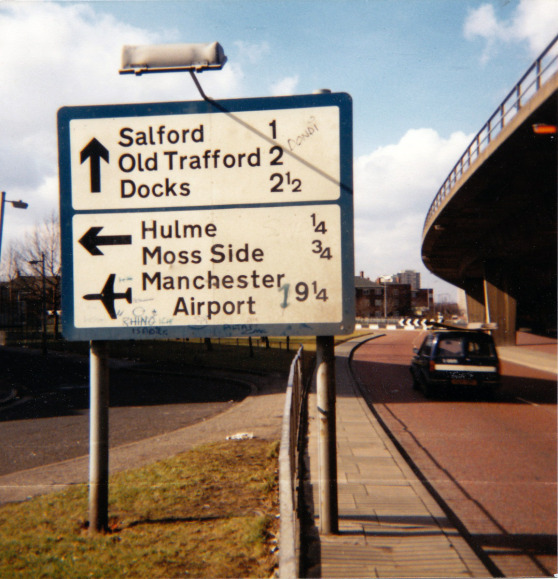 Salford 1
Old Trafford 2
Docks 2½
Hulme ¼
Moss Side ¾
Manchester
Airport 9¼